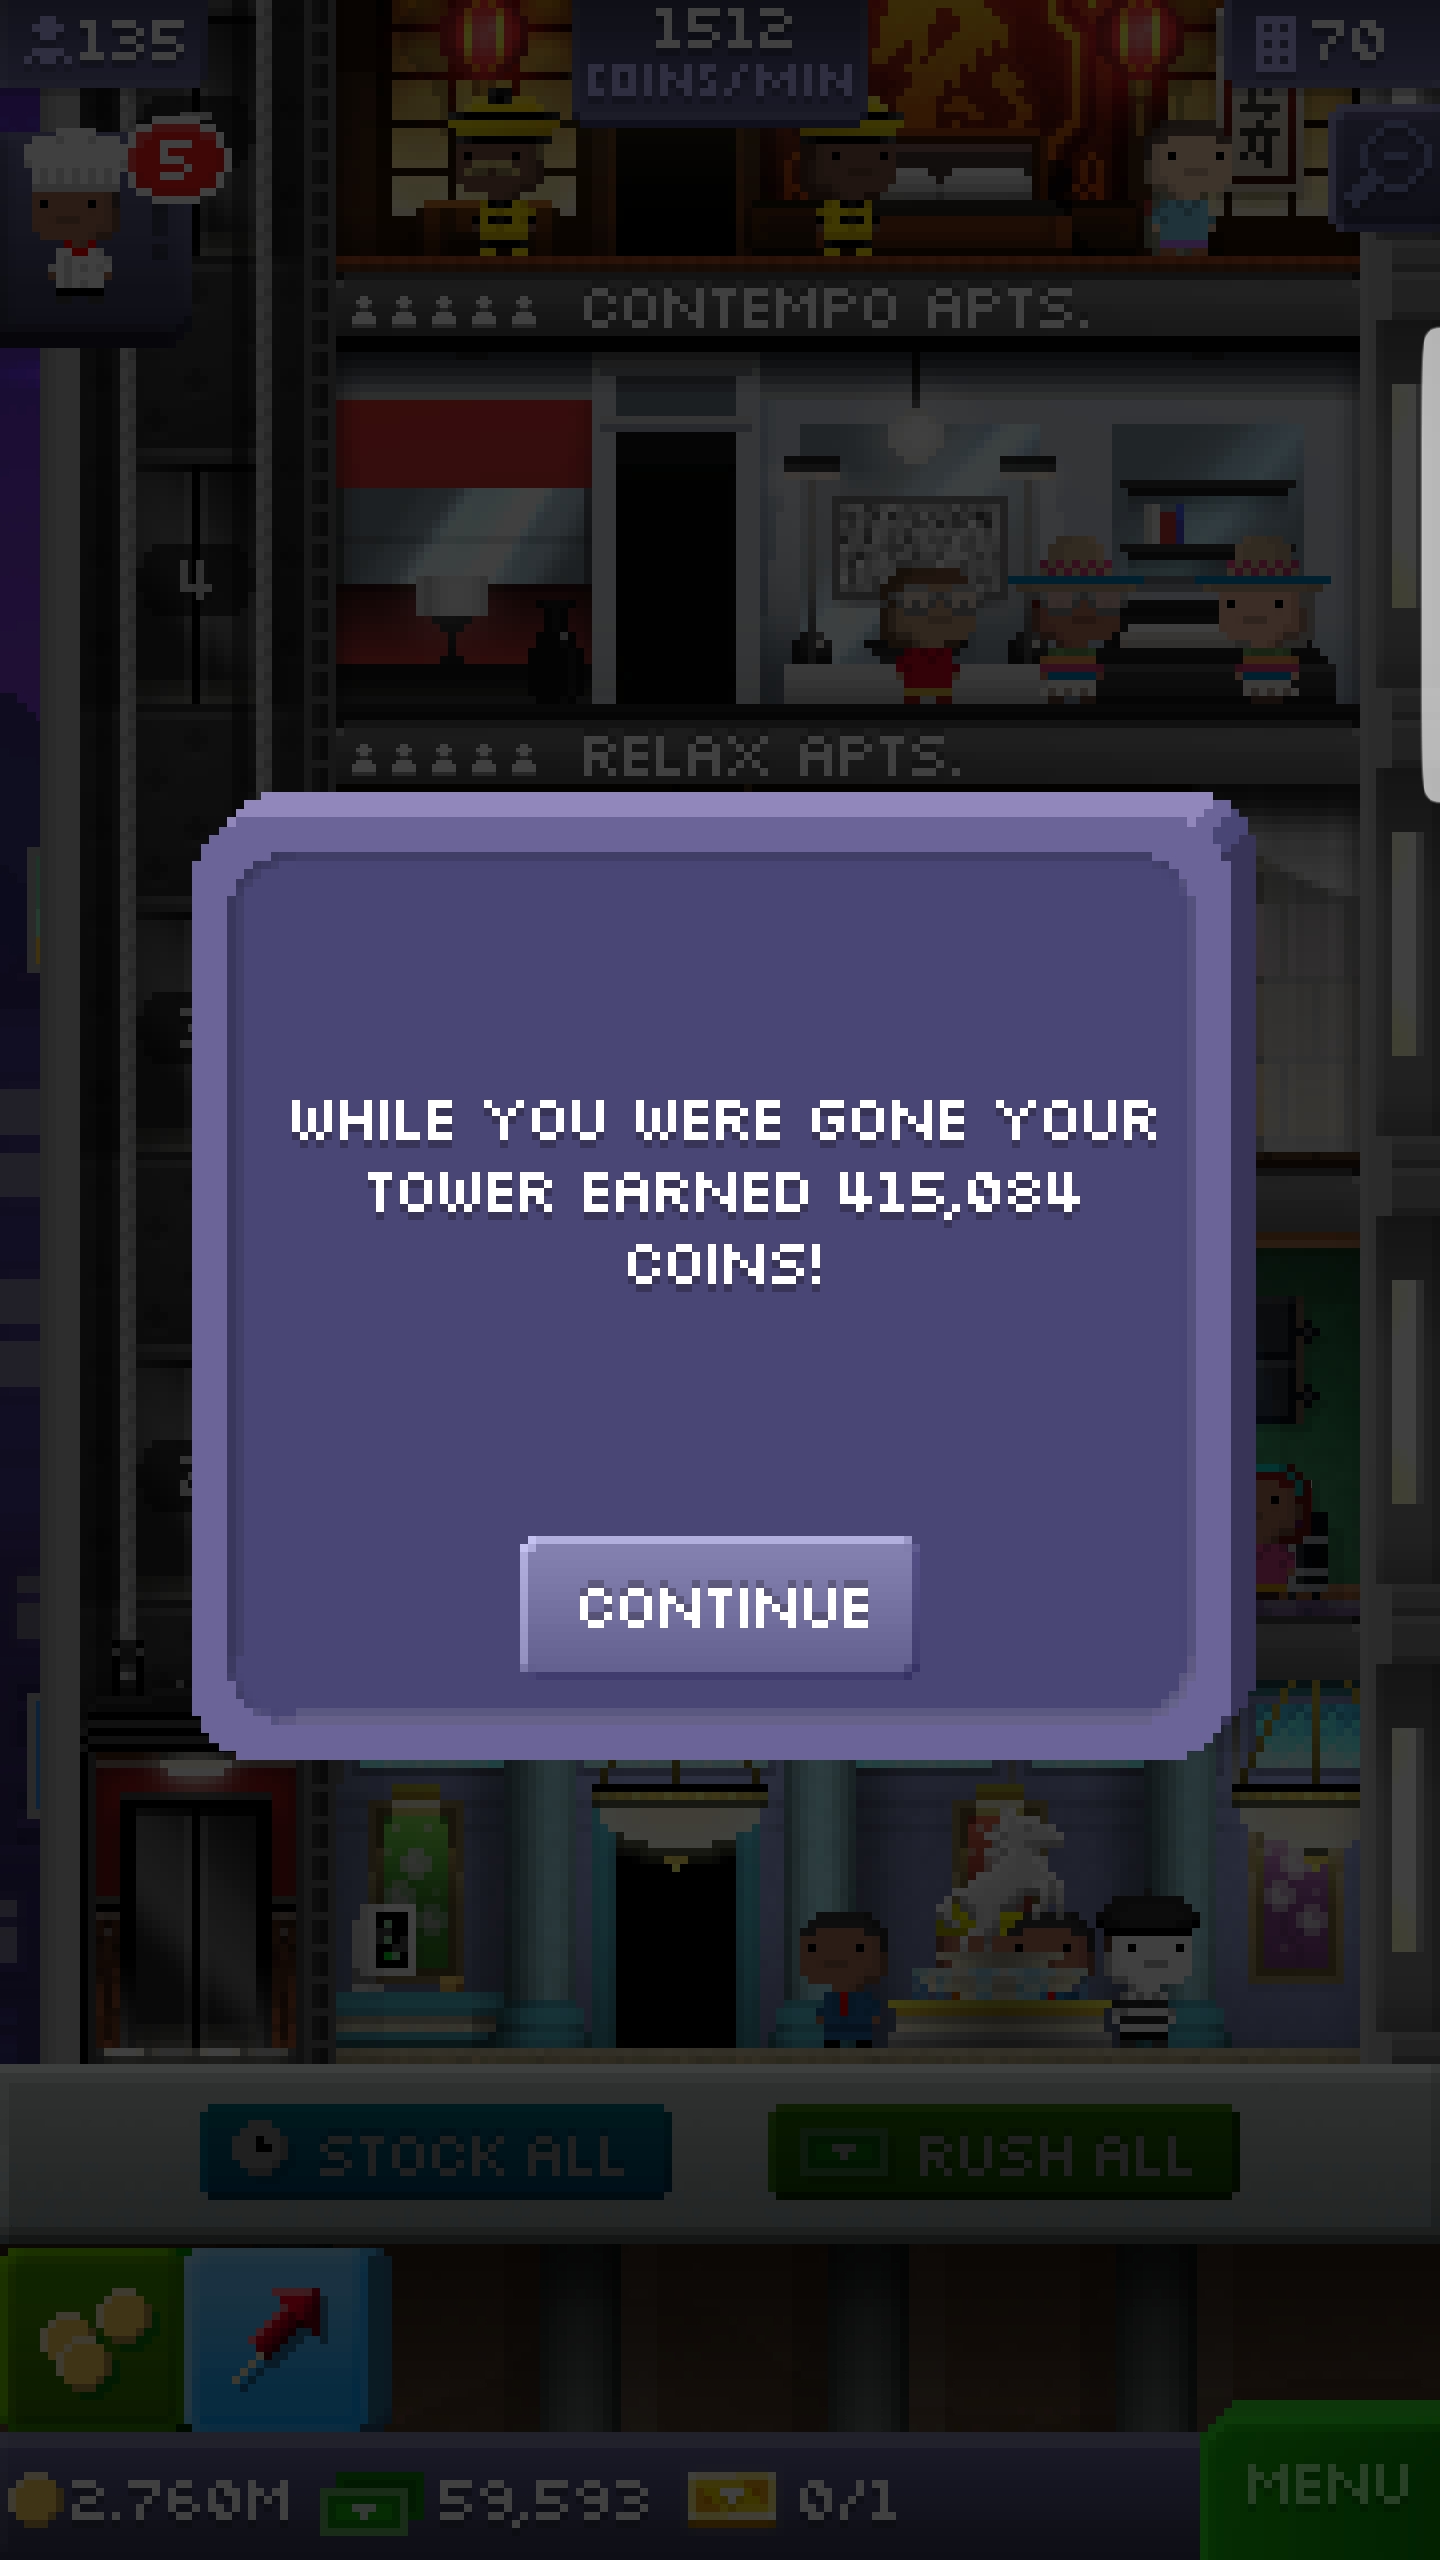 135
1512
COINS/MIN
70
5
CONTEMPO APTS.
4
RELAX APTS.
WHILE YOU WERE GONE YOUR
TOWER EARNED 415,084
COINS!
CONTINUE
STOCK ALL
RUSH ALL
2.760M
59,593
0/1
MENU